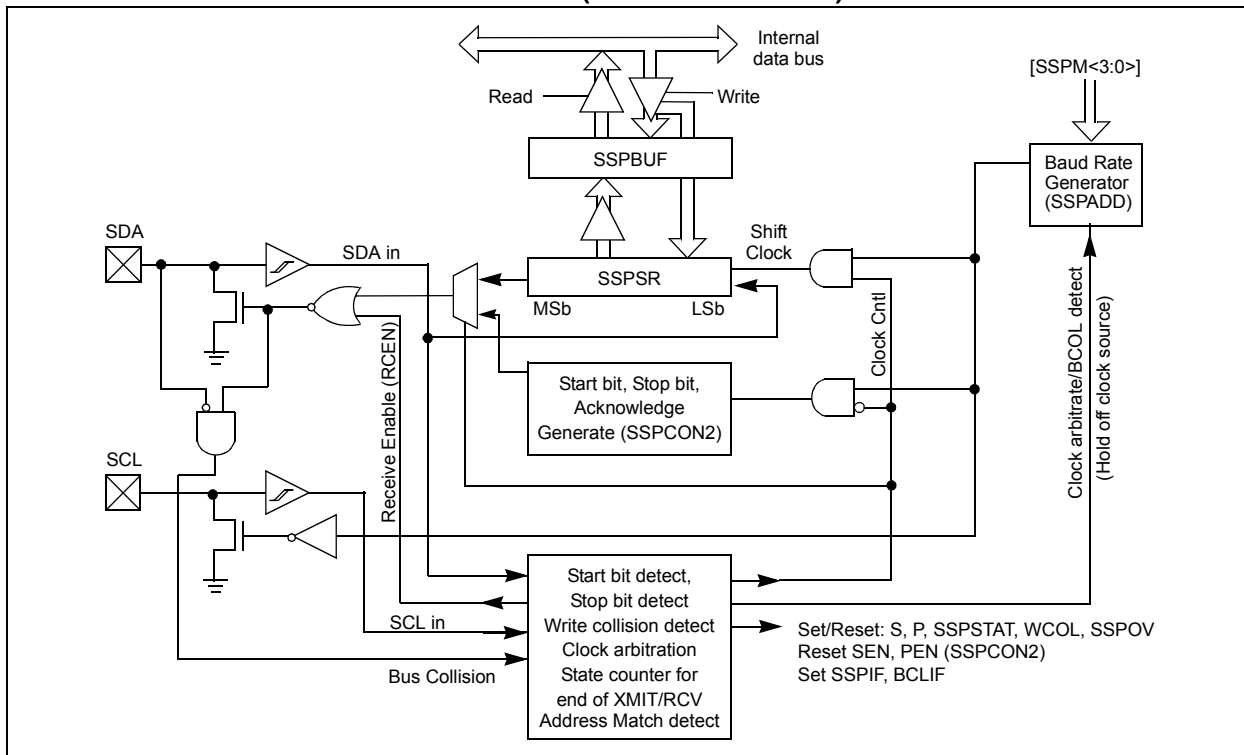 Internal
data bus
[SSPM<3:0>]
Read
Write
SSPBUF
Baud Rate
Generator
(SSPADD)
SDA
Shift
Clock
SDA in
SSPSR
MSb
LSb
Clock Cntl
Clock arbitrate/BCOL detect
(Hold off clock source)
Receive Enable (RCEN)
Start bit, Stop bit,
Acknowledge
Generate (SSPCON2)
SCL
Start bit detect,
Stop bit detect
Write collision detect
Clock arbitration
State counter for
end of XMIT/RCV
Address Match detect
SCL in
Bus Collision
Set/Reset: S, P, SSPSTAT, WCOL, SSPOV
Reset SEN, PEN (SSPCON2)
Set SSPIF, BCLIF